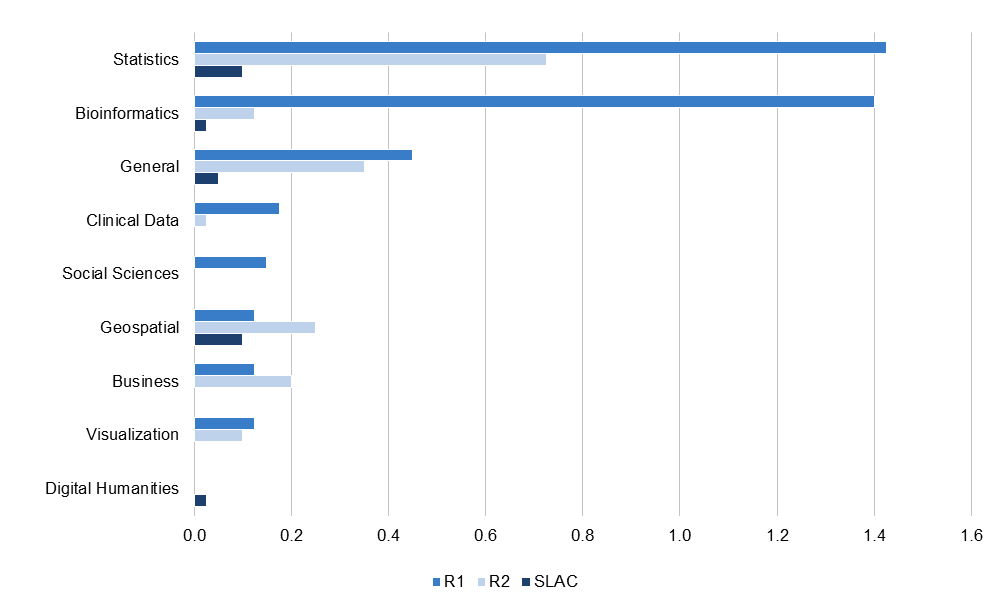 Statistics
Bioinformatics
General
Clinical Data
Social Sciences
Geospatial
Business
Visualization
Digital Humanities
0.0 0.2 0.4 0.6 0.8 1.0 1.2 1.4 1.6
R1 R2 SLAC